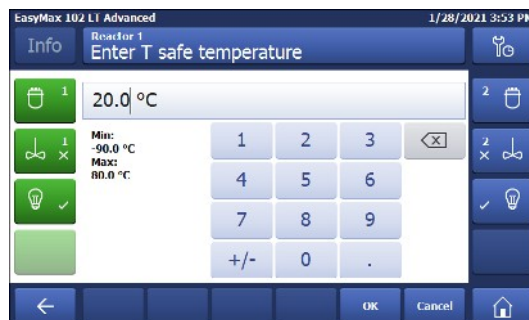 EasyMax 102 LT Advanced 1/28/2021 3:53 PM
Info
Reactor 1
Enter T safe temperature
1
20.0 °C
2
1
Min:
-90.0 °C
Max:
80.0 °C
1 2 3
2
4 5 6
7 8 9
+/- 0 .
OK Cancel